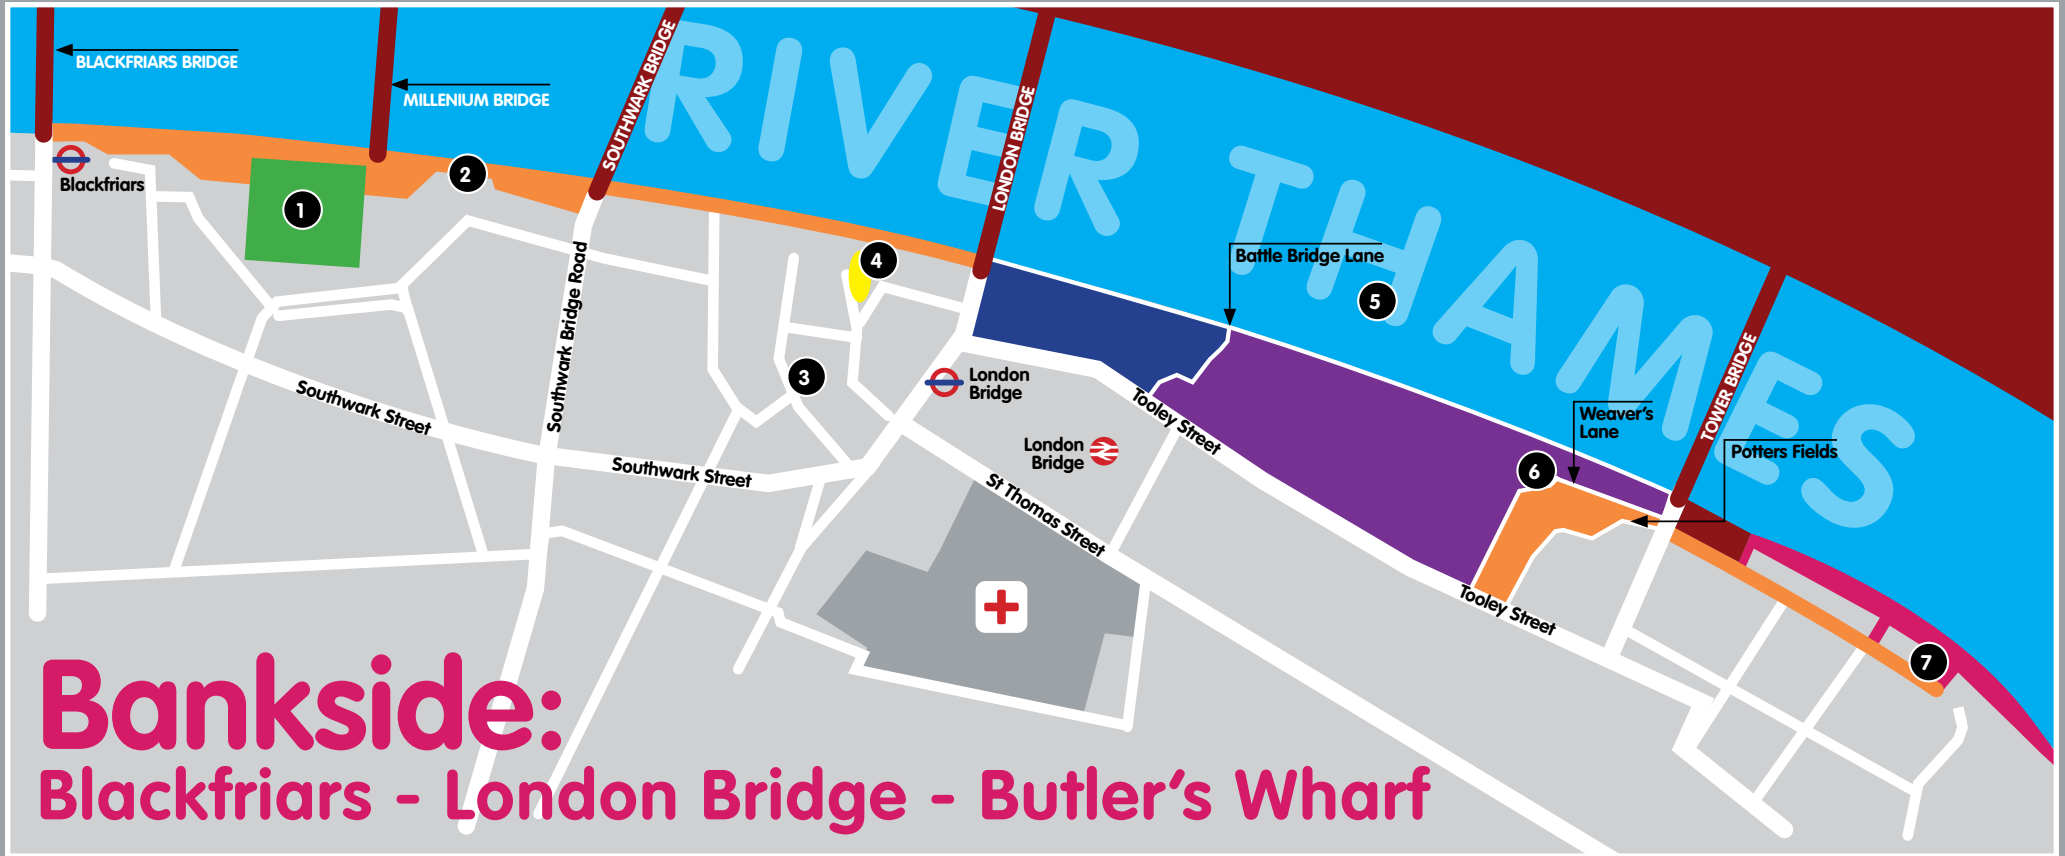 BLACKFRIARS BRIDGE
MILLENIUM BRIDGE
SOUTHWARK BRIDGE
RIVER THAMES
LONDON BRIDGE
Blackfriars
1
2
4
Battle Bridge Lane
5
Southwark Bridge Road
3
London
Bridge
Southwark Street
Southwark Street
London
Bridge
Tooley Street
St Thomas Street
TOWER BRIDGE
Weaver's
Lane
Potters Fields
6
Tooley Street
7
Bankside:
Blackfriars - London Bridge - Butler's Wharf